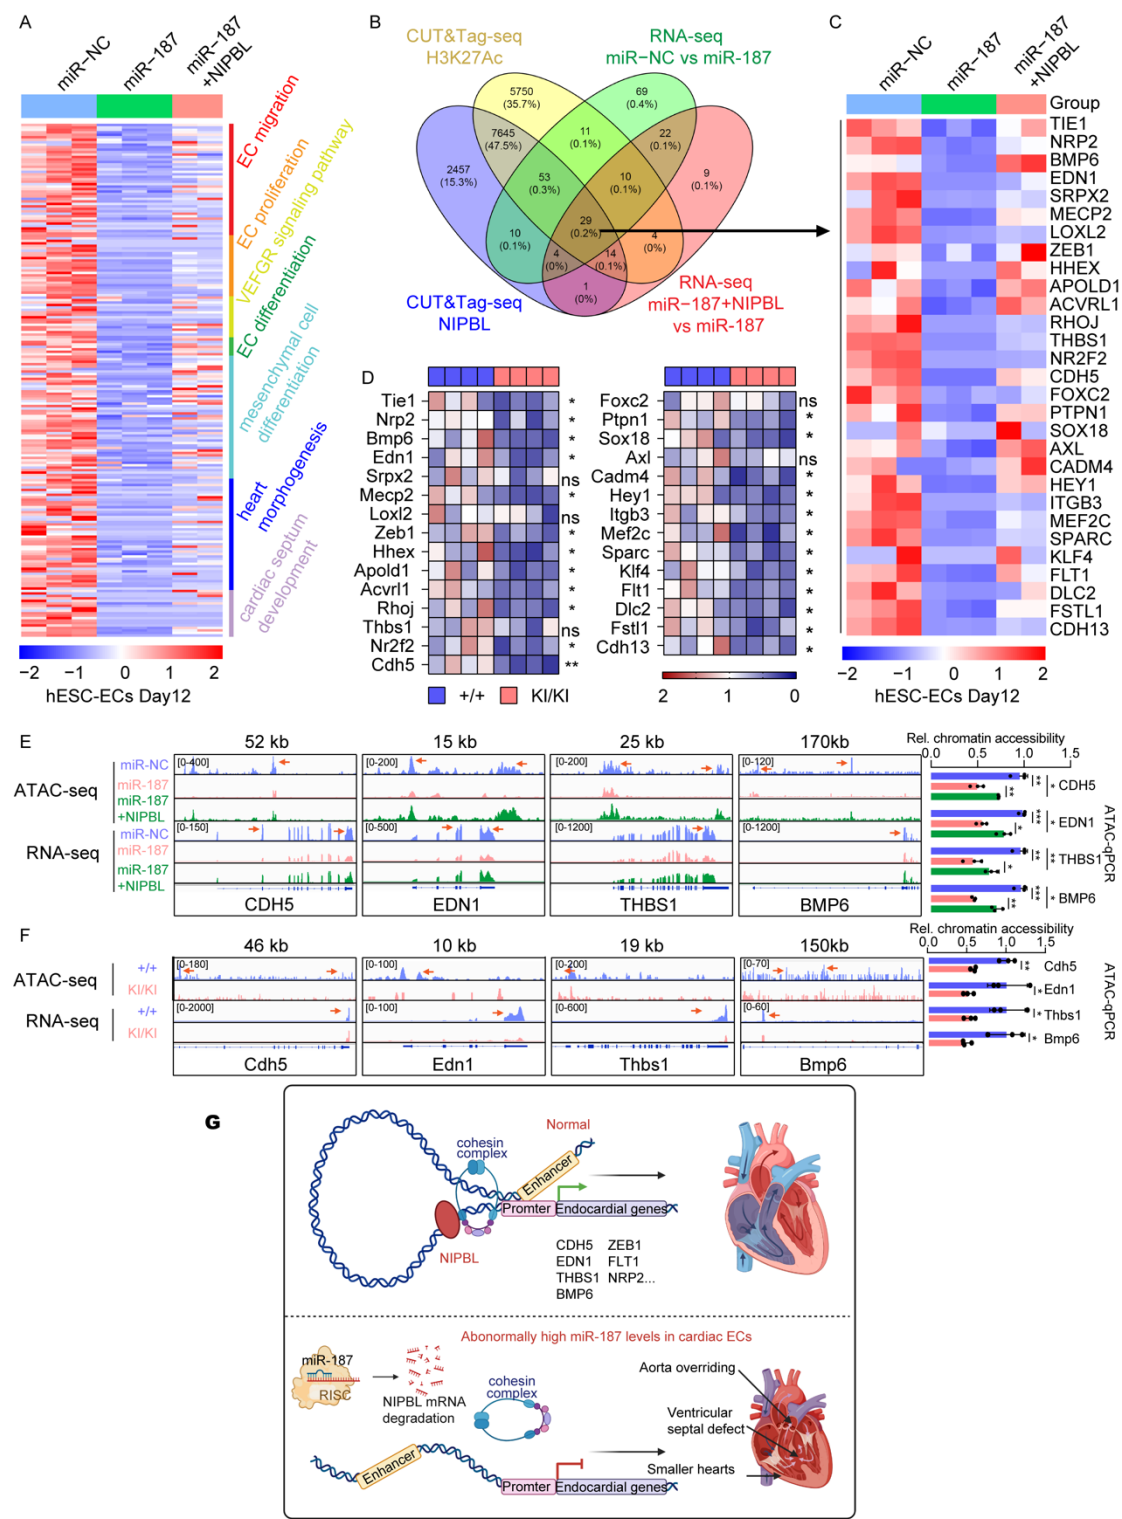 A
miR−NC
miR−187
miR−187
+NIPBL
EC migration
EC proliferation
VEFGR signaling pathway
EC differentiation
mesenchymal cell
differentiation
heart
morphogenesis
cardiac septum
development
−2
−1
0
1
2
hESC-ECs Day12
B
CUT&Tag-seq
H3K27Ac
RNA-seq
miR−NC vs miR-187
5750
(35.7%)
69
(0.4%)
7645
(47.5%)
11
(0.1%)
22
(0.1%)
2457
(15.3%)
53
(0.3%)
10
(0.1%)
9
(0.1%)
29
(0.2%)
10
(0.1%)
4
(0%)
4
(0%)
14
(0.1%)
1
(0%)
CUT&Tag-seq
NIPBL
RNA-seq
miR−187+NIPBL
vs miR-187
C
miR−NC
miR−187
miR−187
+NIPBL
Group
TIE1
NRP2
BMP6
EDN1
SRPX2
MECP2
LOXL2
ZEB1
HHEX
APOLD1
ACVRL1
RHOJ
THBS1
NR2F2
CDH5
FOXC2
PTPN1
SOX18
AXL
CADM4
HEY1
ITGB3
MEF2C
SPARC
KLF4
FLT1
DLC2
FSTL1
CDH13
−2
−1
0
1
2
hESC-ECs Day12
D
Tie1 *
Nrp2 *
Bmp6 *
Edn1 *
Srpx2 ns
Mecp2 *
Loxl2 ns
Zeb1 *
Hhex *
Apold1 *
Acvrl1 *
Rhoj *
Thbs1 ns
Nr2f2 *
Cdh5 **
Foxc2 ns
Ptpn1 *
Sox18 *
Axl ns
Cadm4 *
Hey1 *
Itgb3 *
Mef2c *
Sparc *
Klf4 *
Flt1 *
Dlc2 *
Fstl1 *
Cdh13 *
+/+
KI/KI
2
1
0
E
52 kb
15 kb
25 kb
170kb
ATAC-seq
miR-NC
miR-187
miR-187
+NIPBL
[0-400]
[0-200]
[0-200]
[0-120]
RNA-seq
miR-NC
miR-187
miR-187
+NIPBL
[0-150]
[0-500]
[0-1200]
[0-1200]
CDH5
EDN1
THBS1
BMP6
Rel. chromatin accessibility
0.0
0.5
1.0
1.5
** ** * CDH5
*** * * EDN1
** * ** THBS1
*** ** * BMP6
ATAC-qPCR
F
46 kb
10 kb
19 kb
150kb
ATAC-seq
+/+
KI/KI
[0-180]
[0-100]
[0-200]
[0-70]
RNA-seq
+/+
KI/KI
[0-2000]
[0-100]
[0-600]
[0-60]
Cdh5
Edn1
Thbs1
Bmp6
Rel. chromatin accessibility
0.0
0.5
1.0
1.5
** Cdh5
* Edn1
* Thbs1
* Bmp6
ATAC-qPCR
G
Normal
cohesin
complex
Enhancer
Promter
Endocardial genes
NIPBL
CDH5 ZEB1
EDN1 FLT1
THBS1 NRP2...
BMP6
Abonormally high miR-187 levels in cardiac ECs
miR-187
RISC
NIPBL mRNA
degradation
cohesin
complex
Enhancer
Promter
Endocardial genes
Aorta overriding
Ventricular
septal defect
Smaller hearts